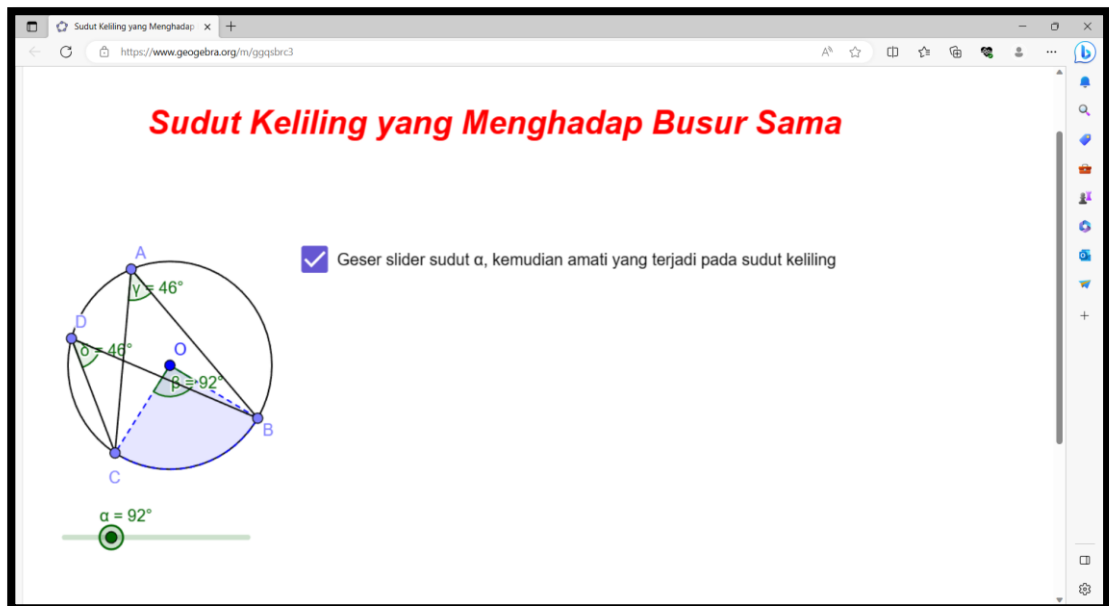 Sudut Keliling yang Menghadap
https://www.geogebra.org/m/ggqsbrc3
Sudut Keliling yang Menghadap Busur Sama
Geser slider sudut α, kemudian amati yang terjadi pada sudut keliling
A
γ = 46°
D
δ = 46°
O
β = 92°
B
C
α = 92°